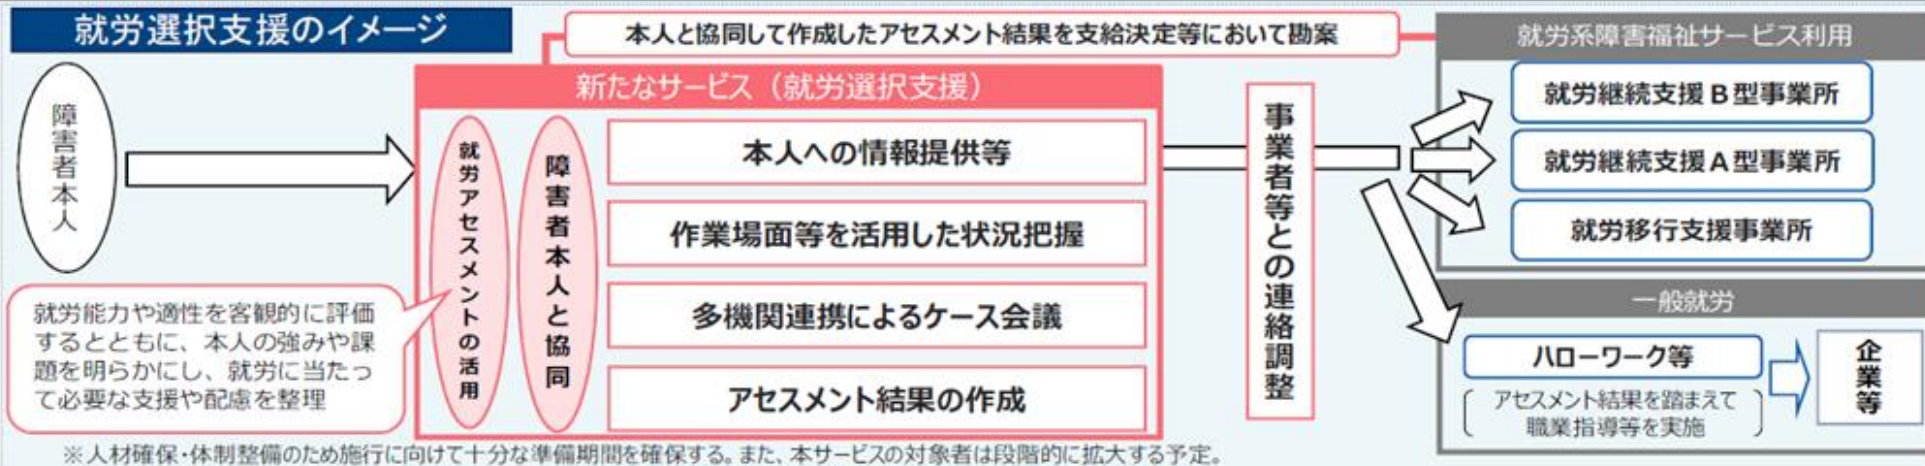 就労選択支援のイメージ
本人と協同して作成したアセスメント結果を支給決定等において勘案
障害者本人
新たなサービス（就労選択支援）
就労アセスメントの活用
障害者本人と協同
本人への情報提供等
作業場面等を活用した状況把握
多機関連携によるケース会議
アセスメント結果の作成
就労能力や適性を客観的に評価
するとともに、本人の強みや課
題を明らかにし、就労に当たっ
て必要な支援や配慮を整理
事業者等との連絡調整
就労系障害福祉サービス利用
就労継続支援Ｂ型事業所
就労継続支援Ａ型事業所
就労移行支援事業所
一般就労
ハローワーク等
アセスメント結果を踏まえて
職業指導等を実施
企業等
※人材確保・体制整備のため施行に向けて十分な準備期間を確保する。また、本サービスの対象者は段階的に拡大する予定。